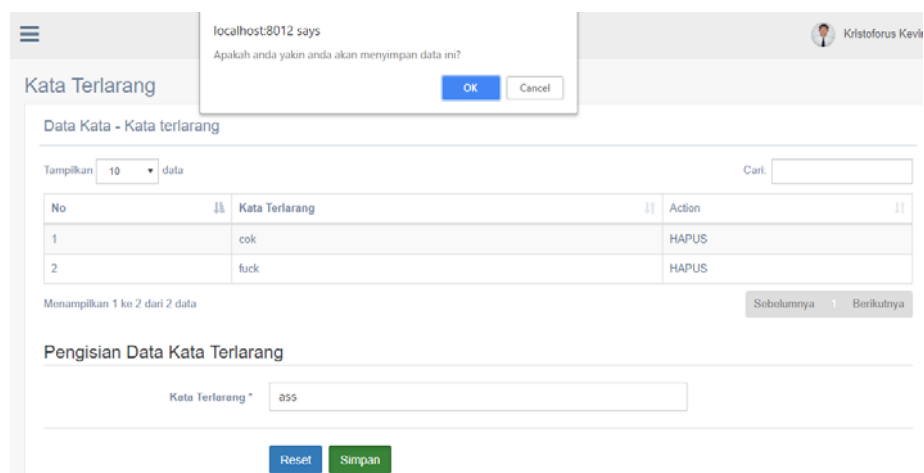 localhost:8012 says
Apakah anda yakin anda akan menyimpan data ini?
OK Cancel
Kristoforus Kevin
Kata Terlarang
Data Kata - Kata terlarang
Tampilkan 10 data
Cari:
No Kata Terlarang Action
1 cok HAPUS
2 fuck HAPUS
Menampilkan 1 ke 2 dari 2 data
Sebelumnya 1 Berikutnya
Pengisian Data Kata Terlarang
Kata Terlarang * ass
Reset Simpan